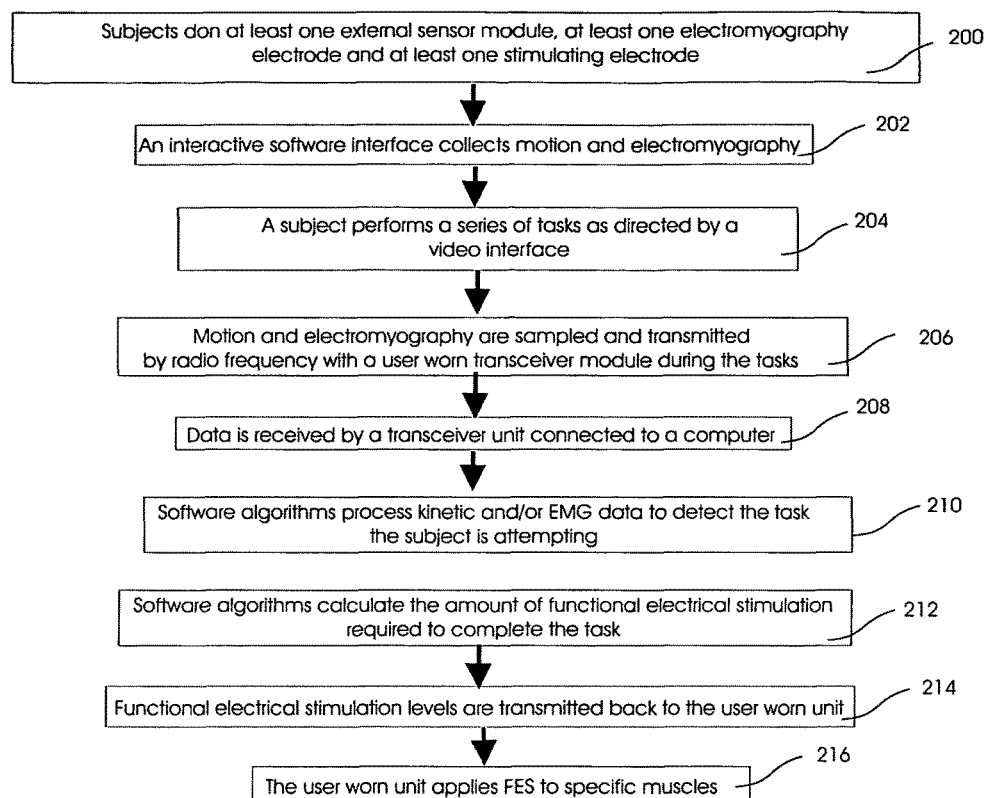 Subjects don at least one external sensor module, at least one electromyography
electrode and at least one stimulating electrode
200
An interactive software interface collects motion and electromyography
202
A subject performs a series of tasks as directed by a
video interface
204
Motion and electromyography are sampled and transmitted
by radio frequency with a user worn transceiver module during the tasks
206
Data is received by a transceiver unit connected to a computer
208
Software algorithms process kinetic and/or EMG data to detect the task
the subject is attempting
210
Software algorithms calculate the amount of functional electrical stimulation
required to complete the task
212
Functional electrical stimulation levels are transmitted back to the user worn unit
214
The user worn unit applies FES to specific muscles
216